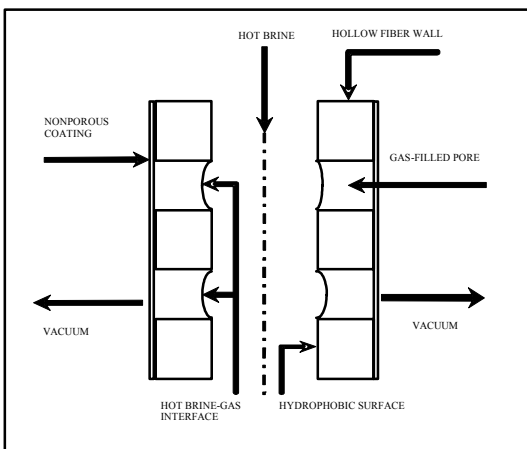 HOT BRINE
HOLLOW FIBER WALL
NONPOROUS
COATING
GAS-FILLED PORE
VACUUM
VACUUM
HOT BRINE-GAS
INTERFACE
HYDROPHOBIC SURFACE